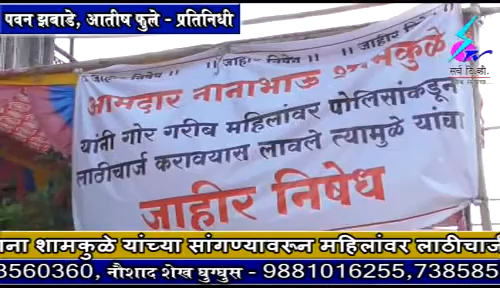 पवन झबाडे, आतीष फुले - प्रतिनिधी
जाहीर निषेध !! जाहीर निषेध !! जाहीर निषेध !!
आमदार नानाभाऊ
यांनी गोर गरीब महिलांवर पोलिसांकडून
लाठीचार्ज करावयास लावले त्यामुळे यांचा
जाहीर निषेध
ाना शामकुळे यांच्या सांगण्यावरून महिलांवर लाठीचार्ज
3560360, नौशाद शेख घुग्घुस - 9881016255,738585